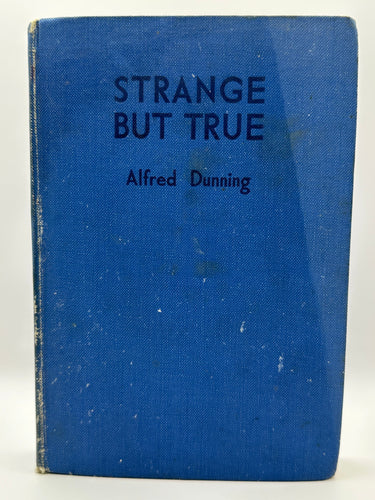 STRANGE
BUT TRUE
Alfred Dunning